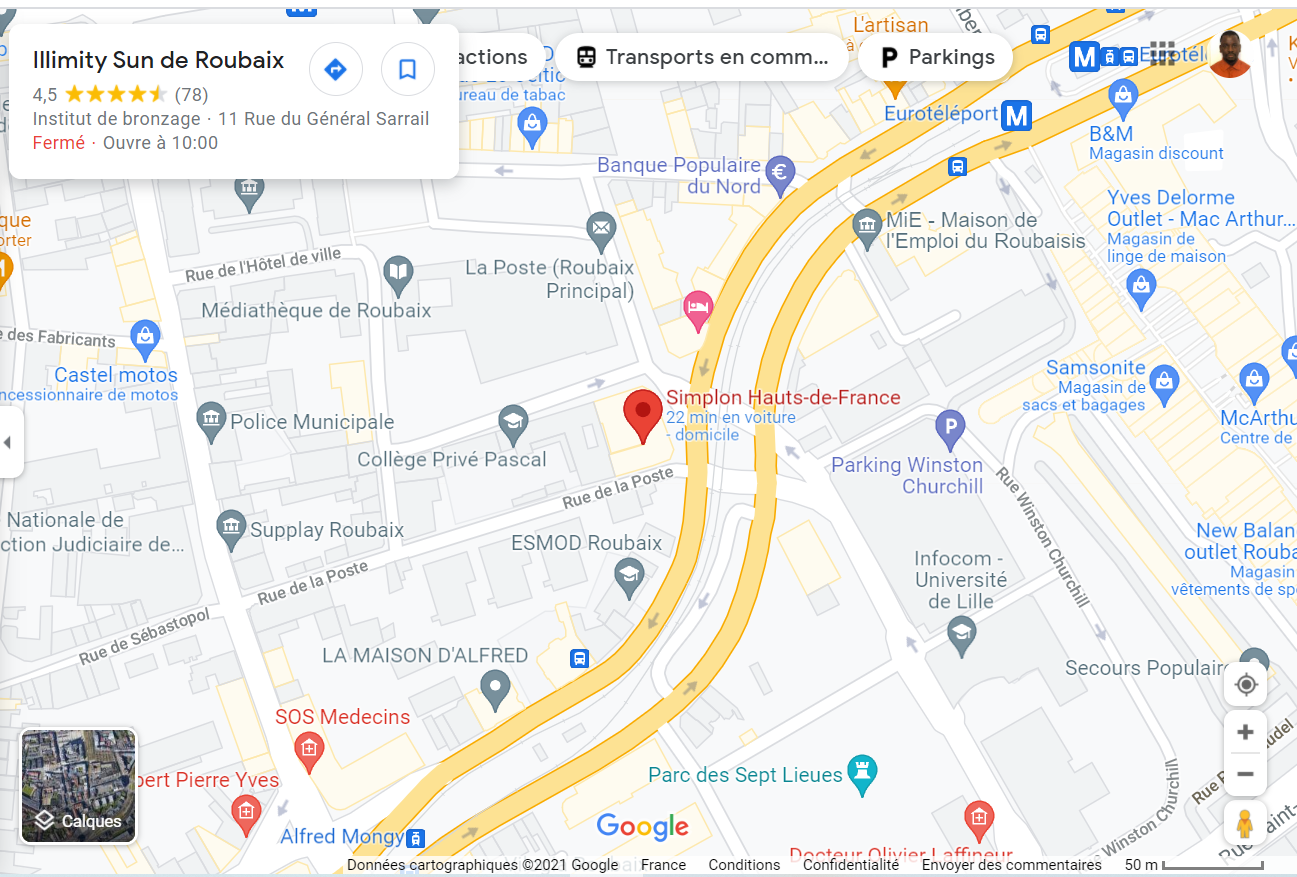 Illimity Sun de Roubaix
4,5 (78)
Institut de bronzage · 11 Rue du Général Sarrail
Fermé · Ouvre à 10:00
actions
Transports en comm...
P Parkings
L'artisan
ureau de tabac
Eurotéléport M
M
B&M
Magasin discount
Banque Populaire
du Nord
€
Yves Delorme
Outlet - Mac Arthur...
Magasin de
linge de maison
MiE - Maison de
l'Emploi du Roubaisis
que
orter
Rue de l'Hôtel de ville
La Poste (Roubaix
Principal)
Médiathèque de Roubaix
e des Fabricants
Castel motos
ncessionnaire de motos
Samsonite
Magasin de
sacs et bagages
Simplon Hauts-de-France
22 min en voiture
- domicile
McArthu
Centre de
Police Municipale
P
Collège Privé Pascal
Parking Winston
Churchill
Rue de la Poste
Rue Winston Churchill
Nationale de
ction Judiciaire de...
Supplay Roubaix
ESMOD Roubaix
New Balan
outlet Rouba
Magasin
vêtements de spo
Infocom -
Université
de Lille
Rue de la Poste
Rue de Sébastopol
LA MAISON D'ALFRED
Secours Populaire
SOS Medecins
bert Pierre Yves
Parc des Sept Lieues
Winston Churchill
Calques
Alfred Mongy
Google
Docteur Olivier Laffineur
Données cartographiques ©2021 Google France Conditions Confidentialité Envoyer des commentaires 50 m